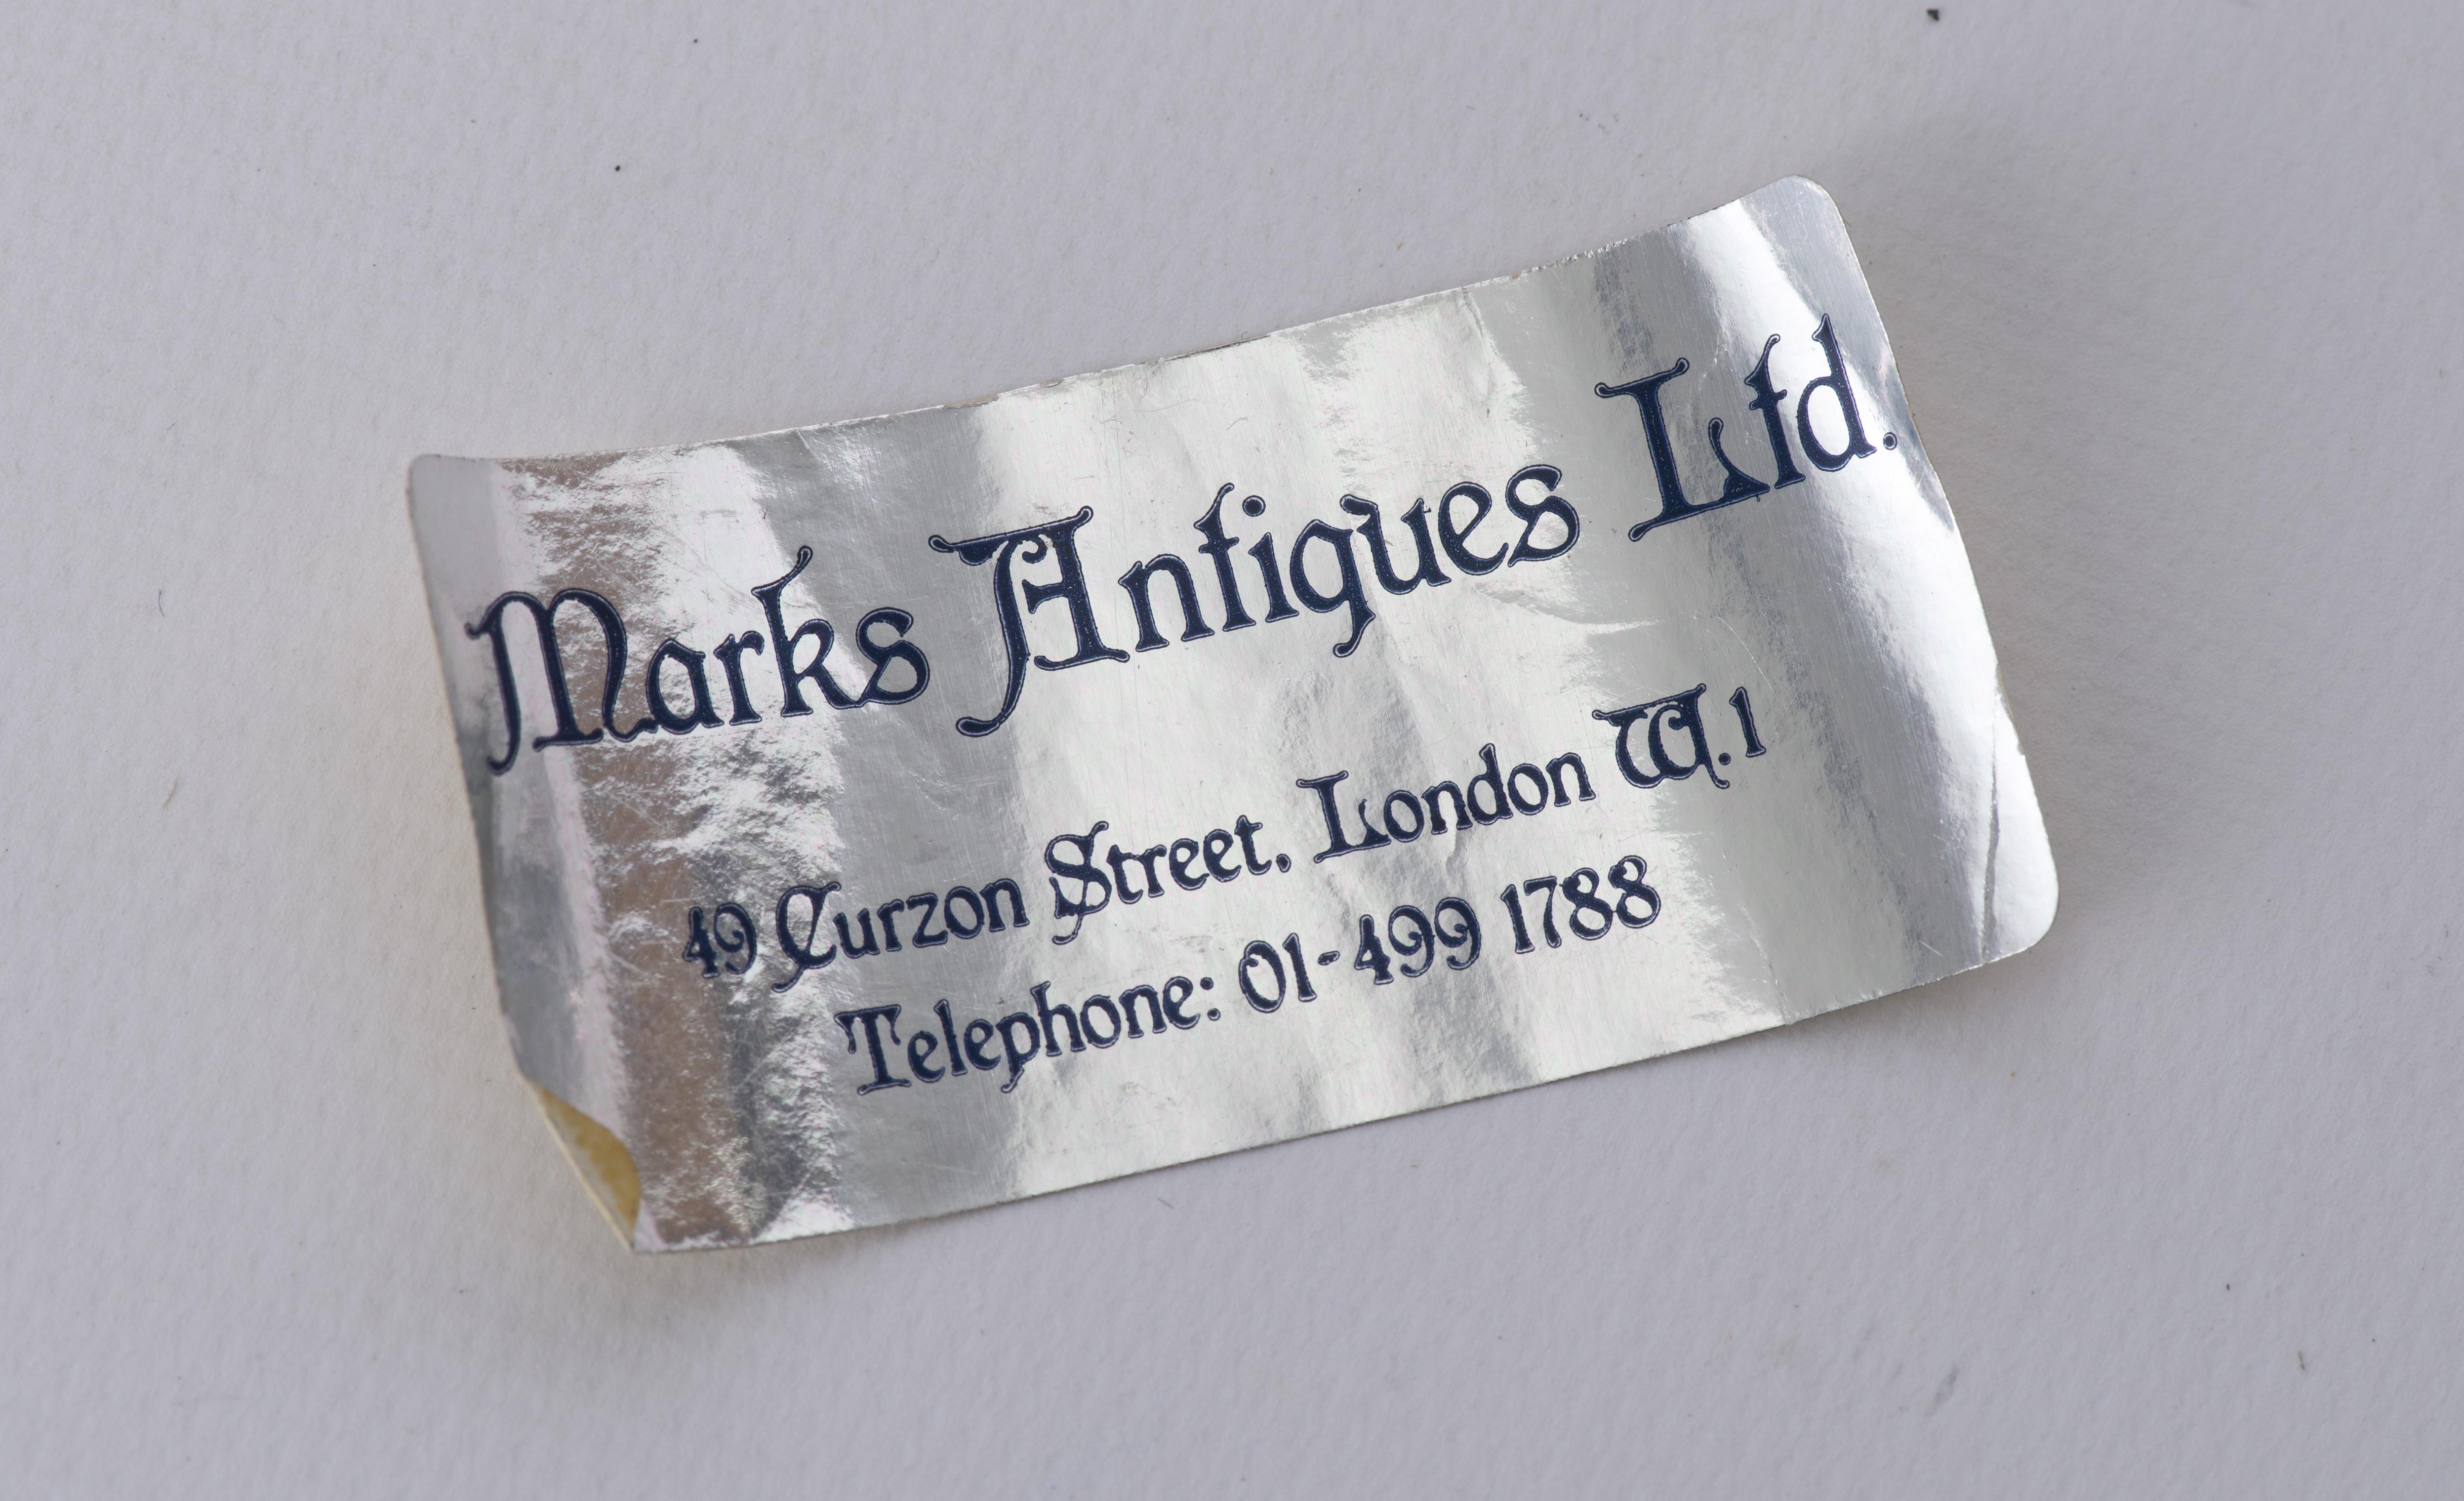 Marks Antiques Ltd.
49 Curzon Street, London W.1
Telephone: 01-499 1788